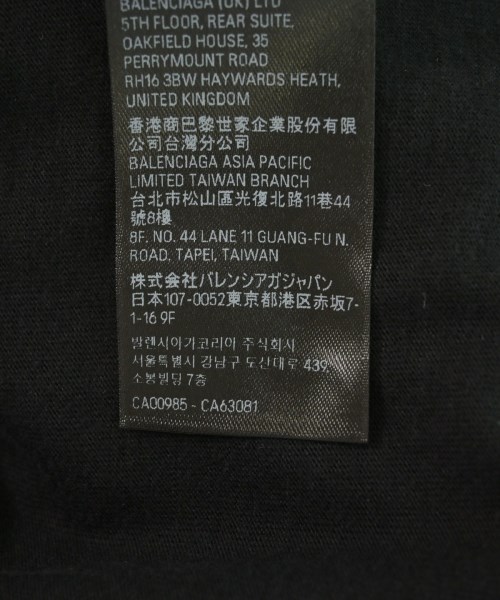 BALENCIAGA (UK) LTD
5TH FLOOR, REAR SUITE,
OAKFIELD HOUSE, 35
PERRYMOUNT ROAD
RH16 3BW HAYWARDS HEATH,
UNITED KINGDOM
香港商巴黎世家企業股份有限
公司台灣分公司
BALENCIAGA ASIA PACIFIC
LIMITED TAIWAN BRANCH
台北市松山區光復北路11巷44
號8樓
8F. NO. 44 LANE 11 GUANG-FU N.
ROAD, TAPEI, TAIWAN
株式会社バレンシアガジャパン
日本107-0052東京都港区赤坂7-
1-16 9F
발렌시아가코리아 주식회사
서울특별시 강남구 도산대로 439,
소봉빌딩 7층
CA00985 - CA63081